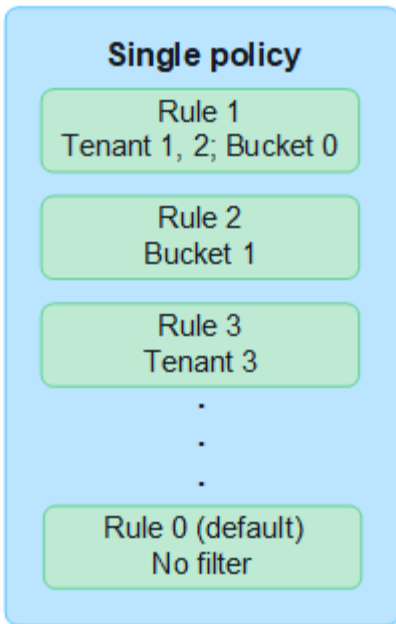 Single policy
Rule 1
Tenant 1, 2; Bucket 0
Rule 2
Bucket 1
Rule 3
Tenant 3
.
.
.
Rule 0 (default)
No filter